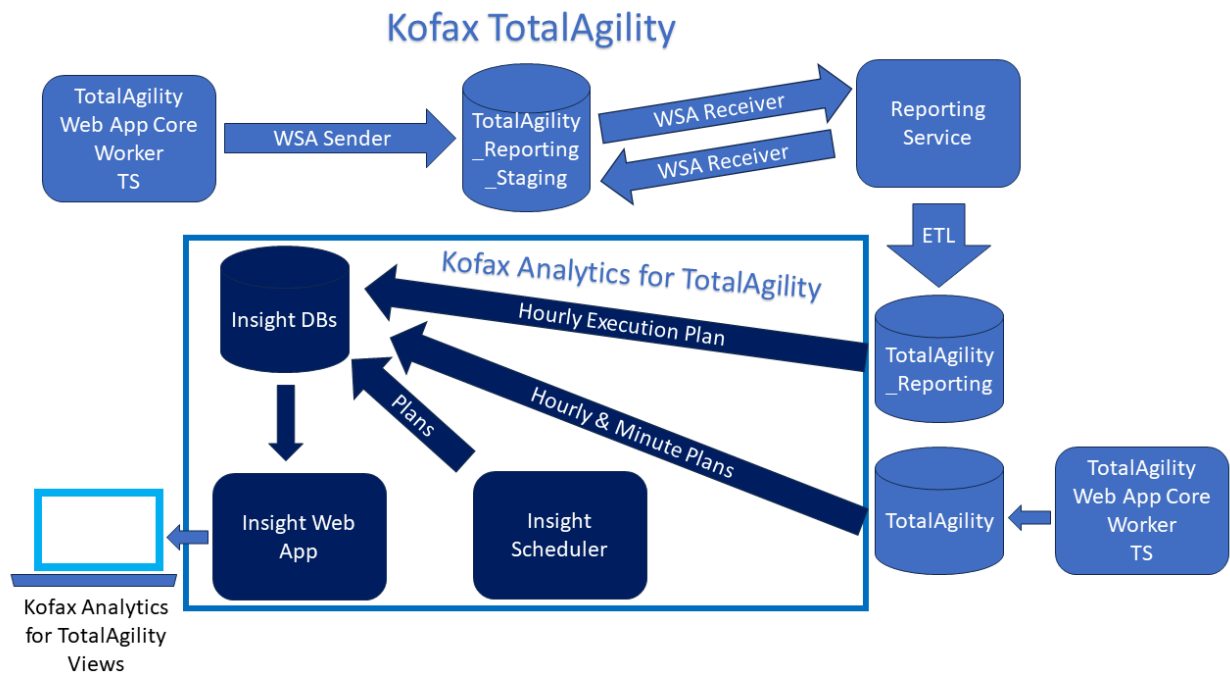 Kofax TotalAgility
TotalAgility
Web App Core
Worker
TS
WSA Sender
TotalAgility
_Reporting
_Staging
WSA Receiver
WSA Receiver
Reporting
Service
ETL
Kofax Analytics for TotalAgility
Insight DBs
Hourly Execution Plan
TotalAgility
_Reporting
Plans
Hourly & Minute Plans
Insight Web
App
Insight
Scheduler
TotalAgility
TotalAgility
Web App Core
Worker
TS
Kofax Analytics
for TotalAgility
Views